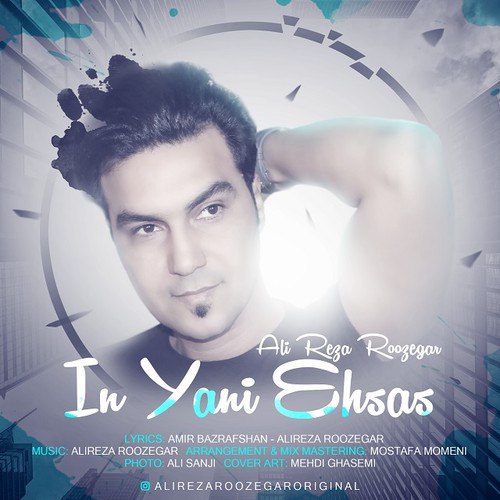 Ali Reza Roozegar
In Yani Ehsas
LYRICS: AMIR BAZRAFSHAN - ALIREZA ROOZEGAR
MUSIC: ALIREZA ROOZEGAR ARRANGEMENT & MIX MASTERING: MOSTAFA MOMENI
PHOTO: ALI SANJI COVER ART: MEHDI GHASEMI
ALIREZAROOZEGARORIGINAL